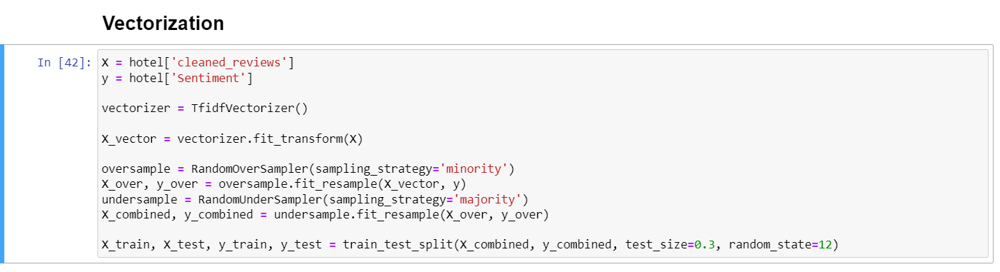 Vectorization
In [42]:
X = hotel['cleaned_reviews']
y = hotel['Sentiment']
vectorizer = TfidfVectorizer()
X_vector = vectorizer.fit_transform(X)
oversample = RandomOverSampler(sampling_strategy='minority')
X_over, y_over = oversample.fit_resample(X_vector, y)
undersample = RandomUnderSampler(sampling_strategy='majority')
X_combined, y_combined = undersample.fit_resample(X_over, y_over)
X_train, X_test, y_train, y_test = train_test_split(X_combined, y_combined, test_size=0.3, random_state=12)